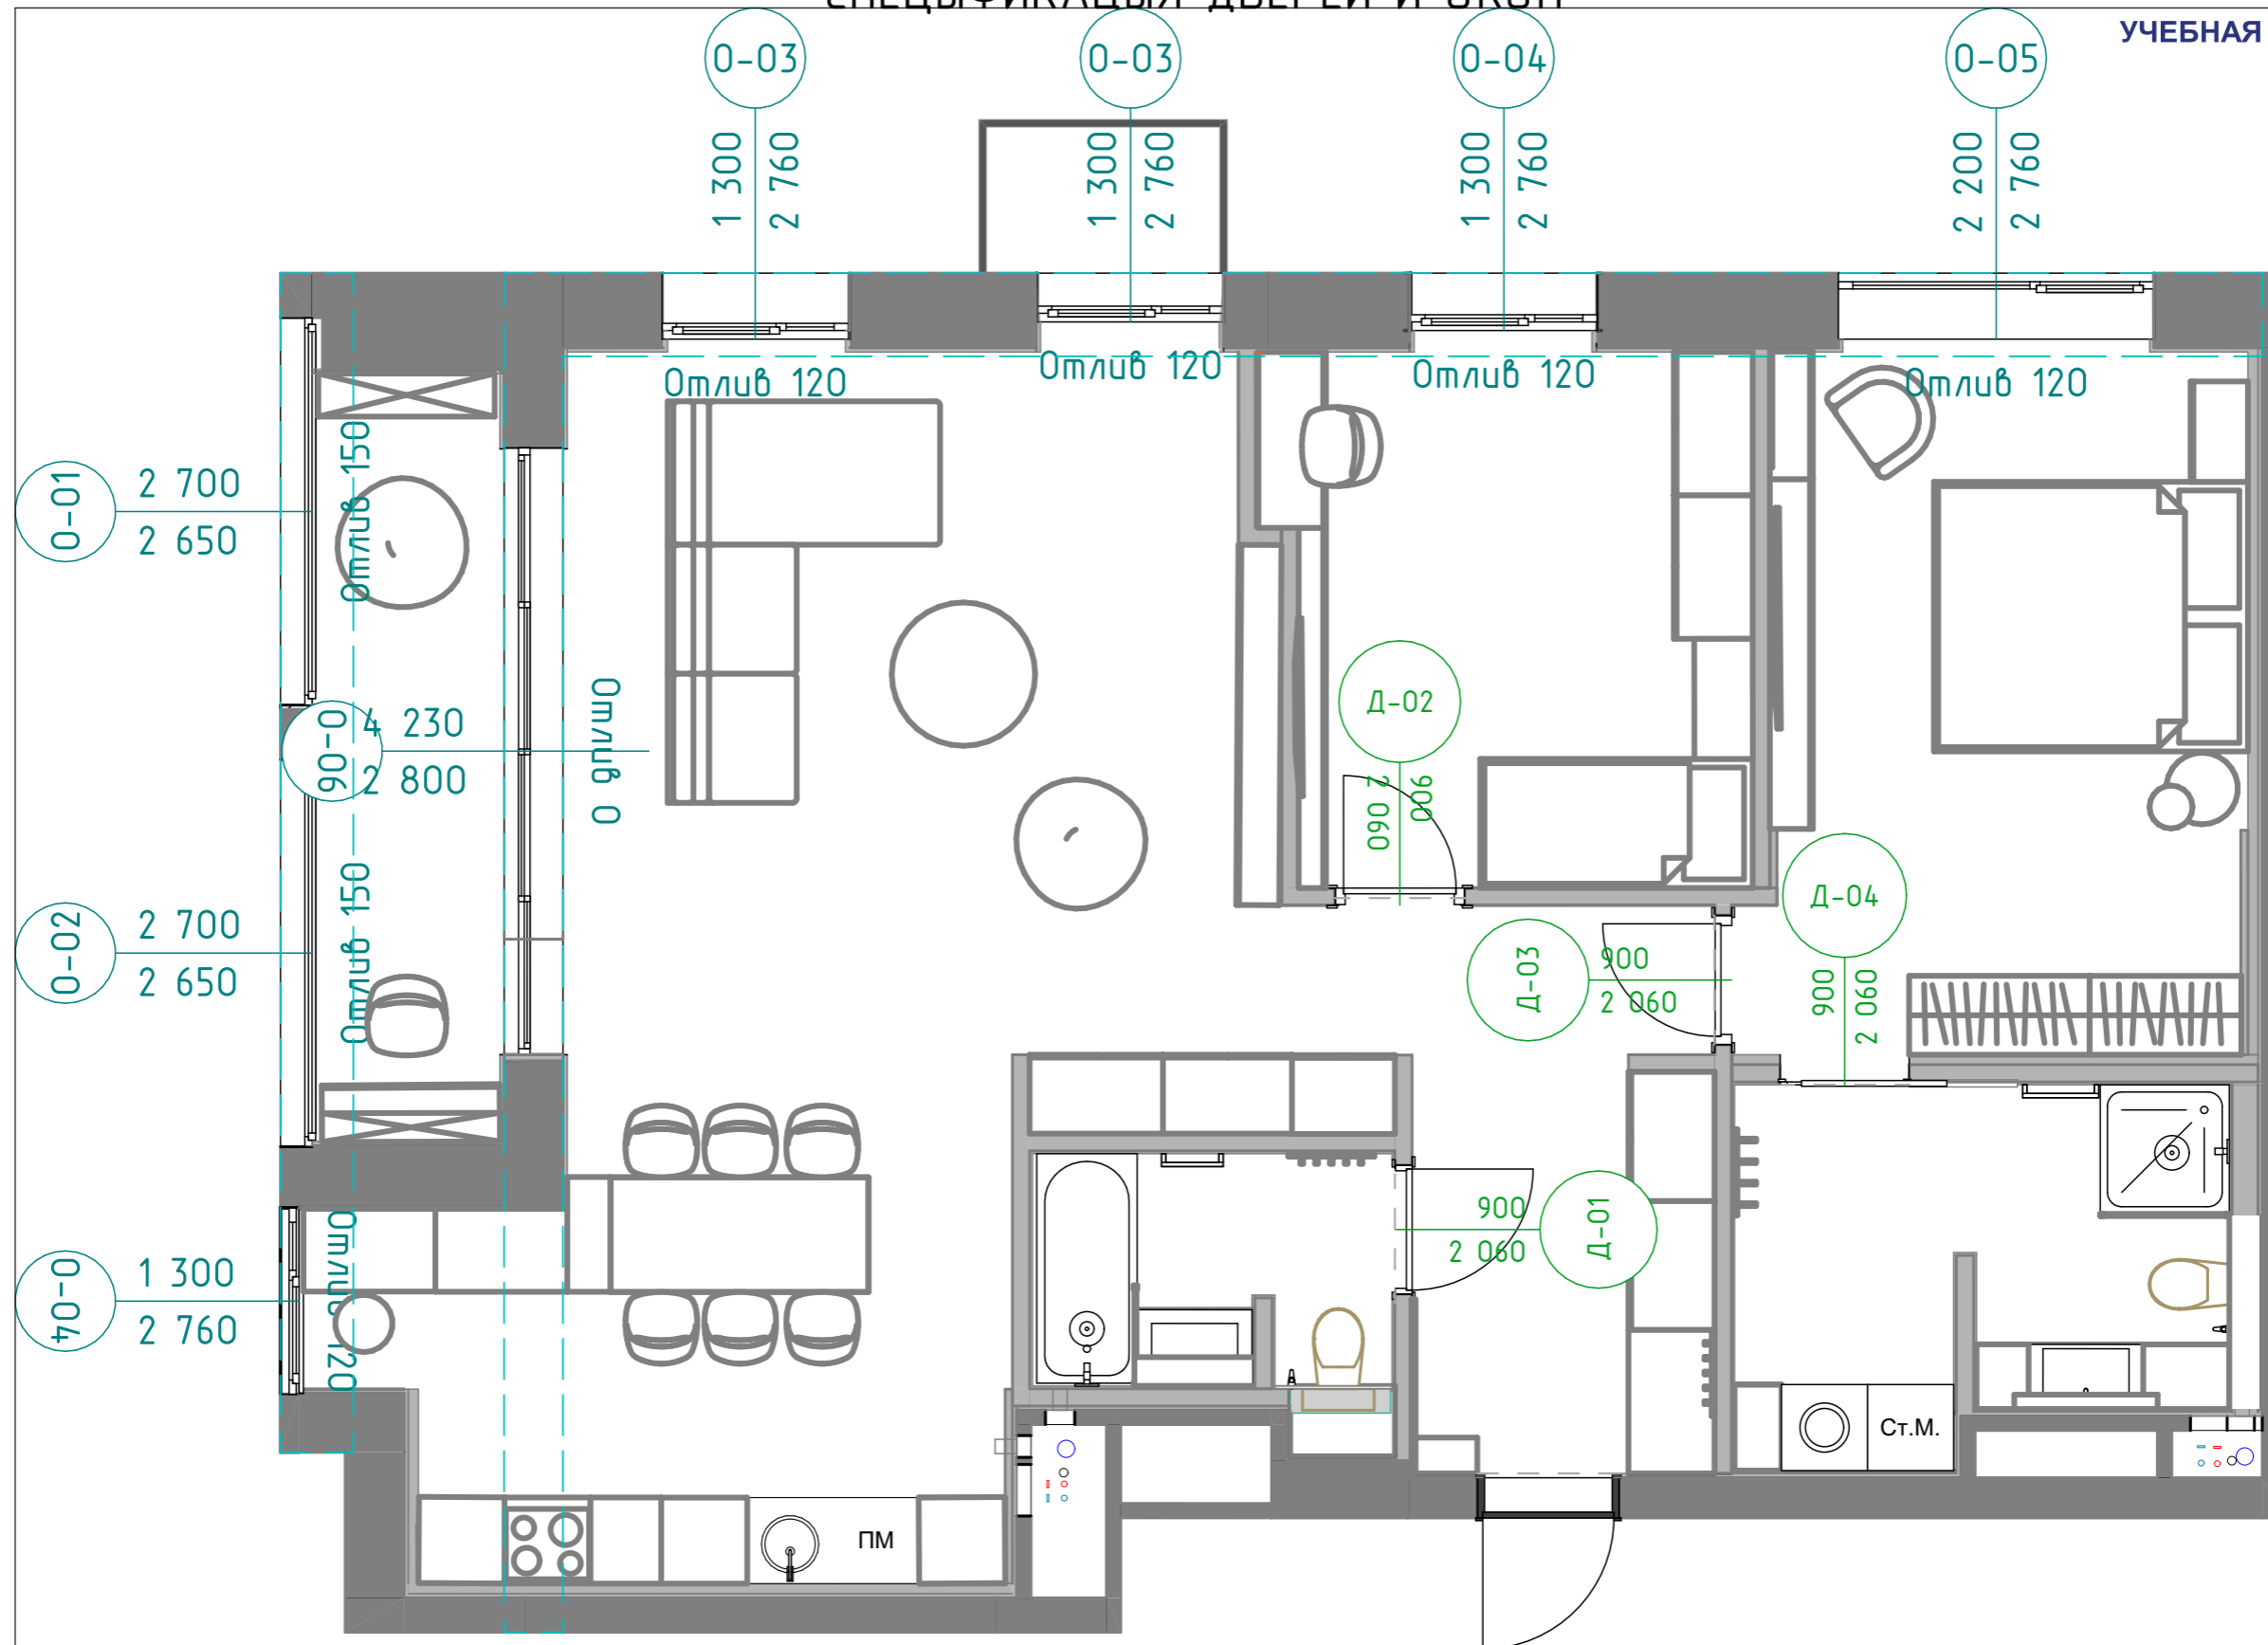 СПЕЦЫФИКАЦЫЯ ДВЕРЕЙ И ОКОН
УЧЕБНАЯ
О-03
О-03
О-04
О-05
1 300
2 760
1 300
2 760
1 300
2 760
2 200
2 760
Отлив 120
Отлив 120
Отлив 120
Отлив 120
О-01
2 700
2 650
Отлив 150
О-06
4 230
2 800
Отлив 0
Д-02
2 060
900
Д-04
900
2 060
О-02
2 700
2 650
Отлив 150
Д-03
900
2 060
Д-01
900
2 060
О-04
1 300
2 760
Отлив 120
Ст.М.
ПМ